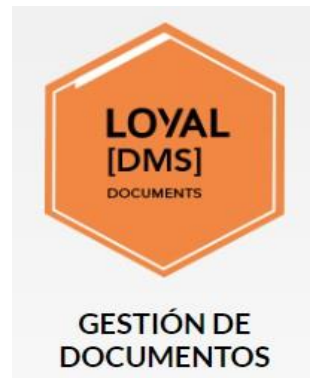 LOYAL
[DMS]
DOCUMENTS
GESTIÓN DE
DOCUMENTOS